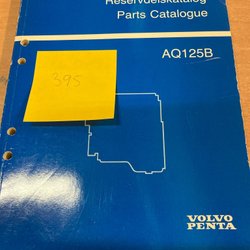 Reservdelskatalog
Parts Catalogue
AQ125B
395
VOLVO
PENTA